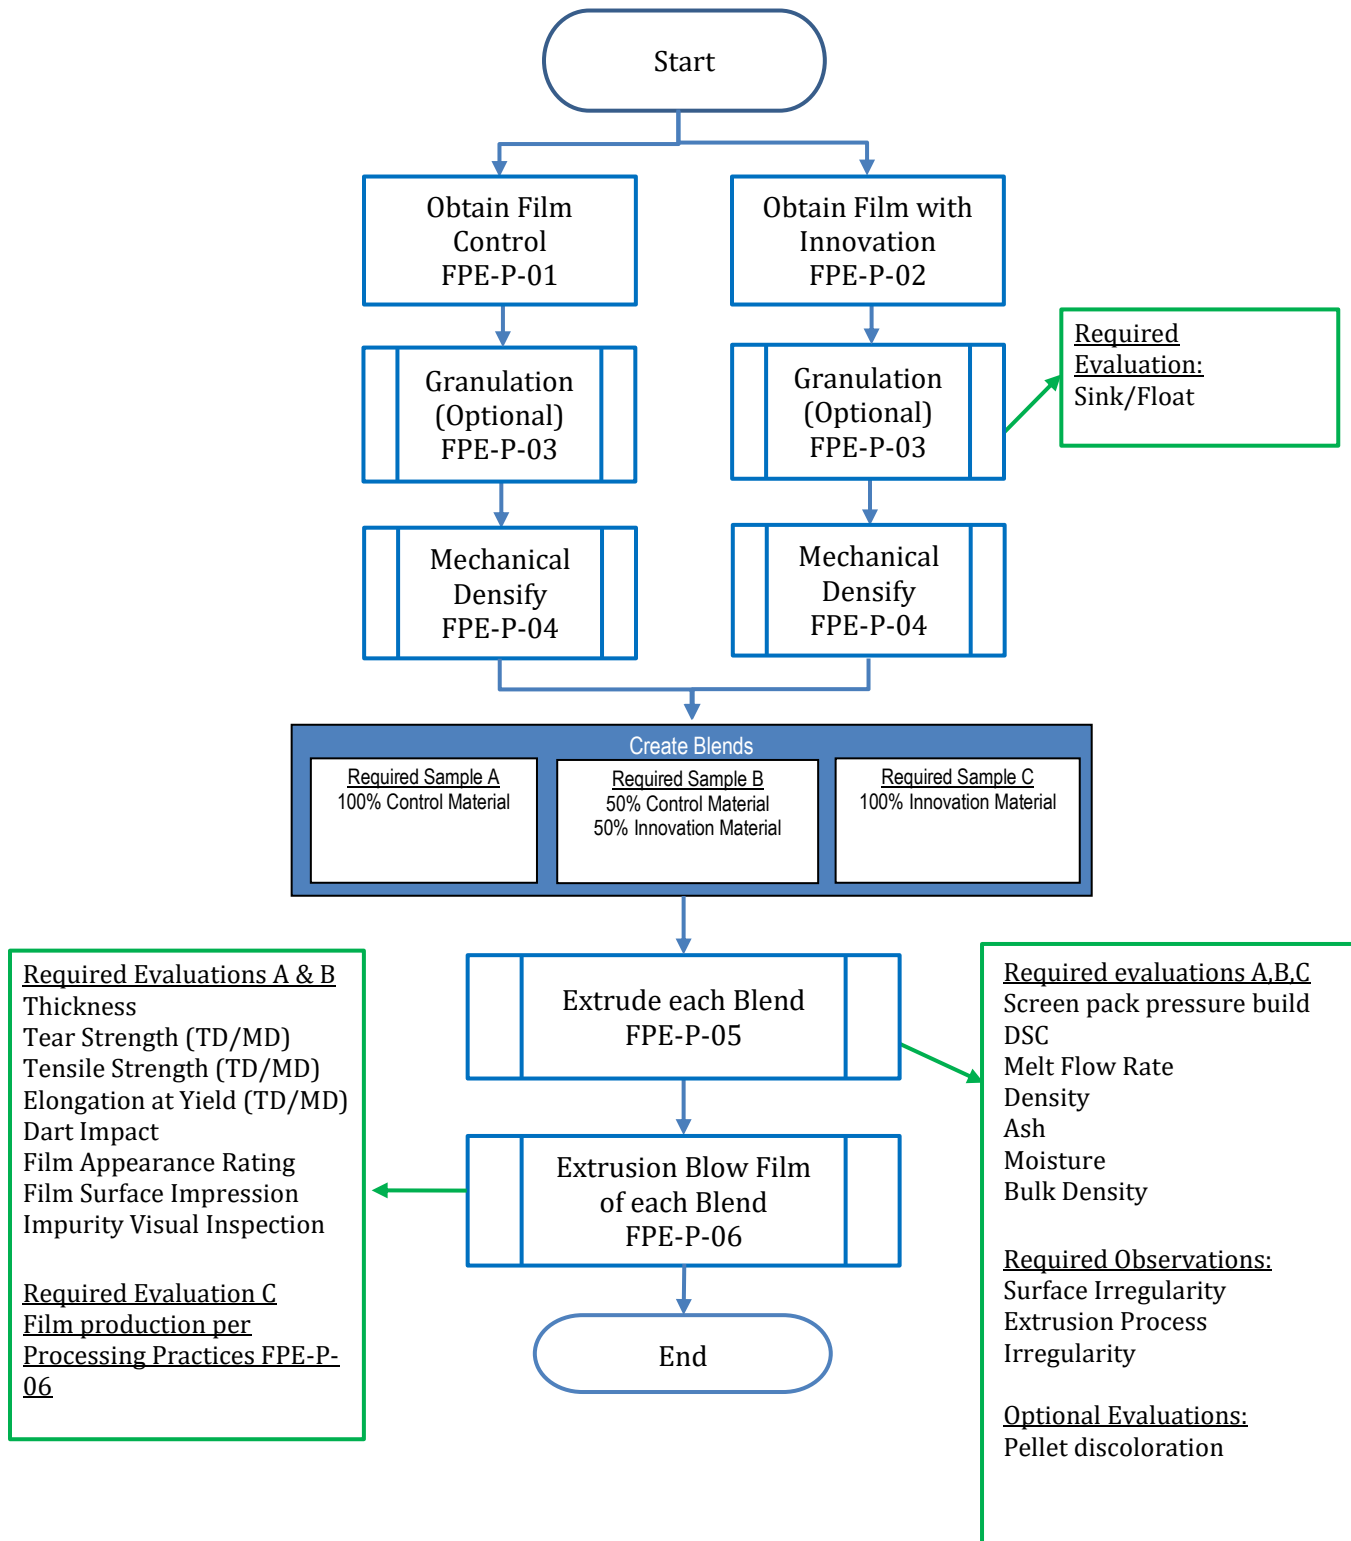 Start
Obtain Film
Control
FPE-P-01
Obtain Film with
Innovation
FPE-P-02
Granulation
(Optional)
FPE-P-03
Granulation
(Optional)
FPE-P-03
Required
Evaluation:
Sink/Float
Mechanical
Densify
FPE-P-04
Mechanical
Densify
FPE-P-04
Create Blends
Required Sample A
100% Control Material
Required Sample B
50% Control Material
50% Innovation Material
Required Sample C
100% Innovation Material
Extrude each Blend
FPE-P-05
Required evaluations A,B,C
Screen pack pressure build
DSC
Melt Flow Rate
Density
Ash
Moisture
Bulk Density
Required Observations:
Surface Irregularity
Extrusion Process
Irregularity
Optional Evaluations:
Pellet discoloration
Extrusion Blow Film
of each Blend
FPE-P-06
Required Evaluations A & B
Thickness
Tear Strength (TD/MD)
Tensile Strength (TD/MD)
Elongation at Yield (TD/MD)
Dart Impact
Film Appearance Rating
Film Surface Impression
Impurity Visual Inspection
Required Evaluation C
Film production per
Processing Practices FPE-P-
06
End